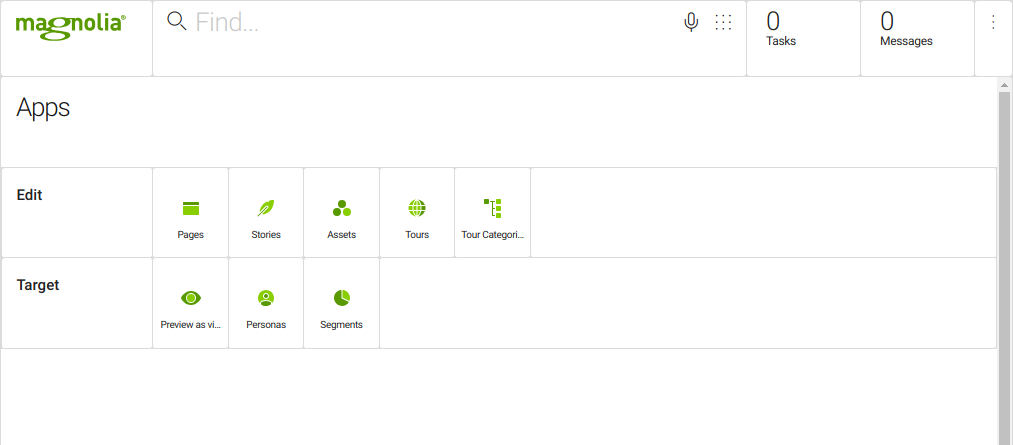 magnolia®
Find...
0
Tasks
0
Messages
Apps
Edit
Pages
Stories
Assets
Tours
Tour Categori...
Target
Preview as vi...
Personas
Segments